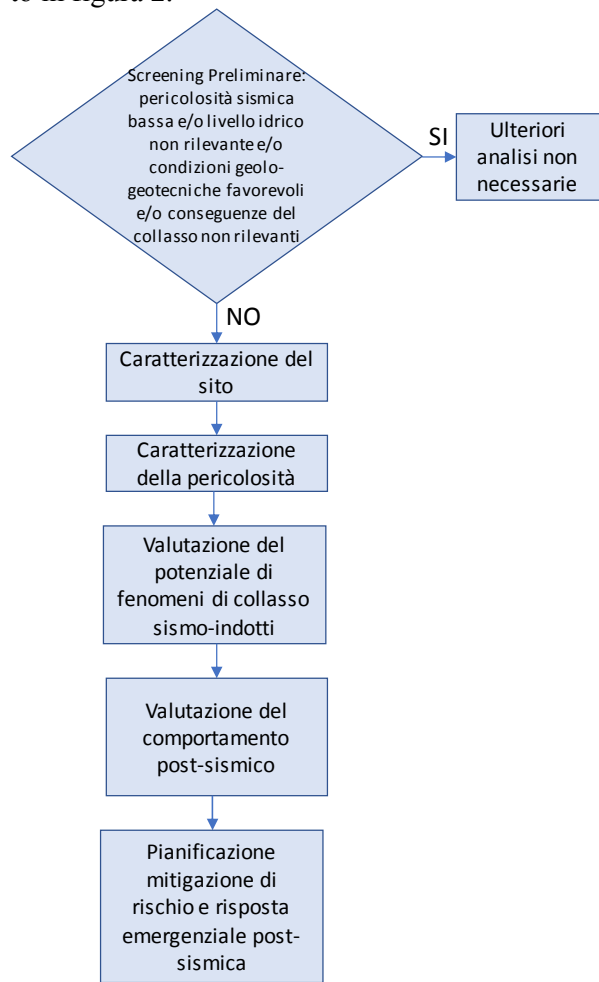 to in figura 2.
Screening Preliminare:
pericolosità sismica
bassa e/o livello idrico
non rilevante e/o
condizioni geolo-
geotecniche favorevoli
e/o conseguenze del
collasso non rilevanti
SI
Ulteriori
analisi non
necessarie
NO
Caratterizzazione del
sito
Caratterizzazione
della pericolosità
Valutazione del
potenziale di
fenomeni di collasso
sismo-indotti
Valutazione del
comportamento
post-sismico
Pianificazione
mitigazione di
rischio e risposta
emergenziale post-
sismica